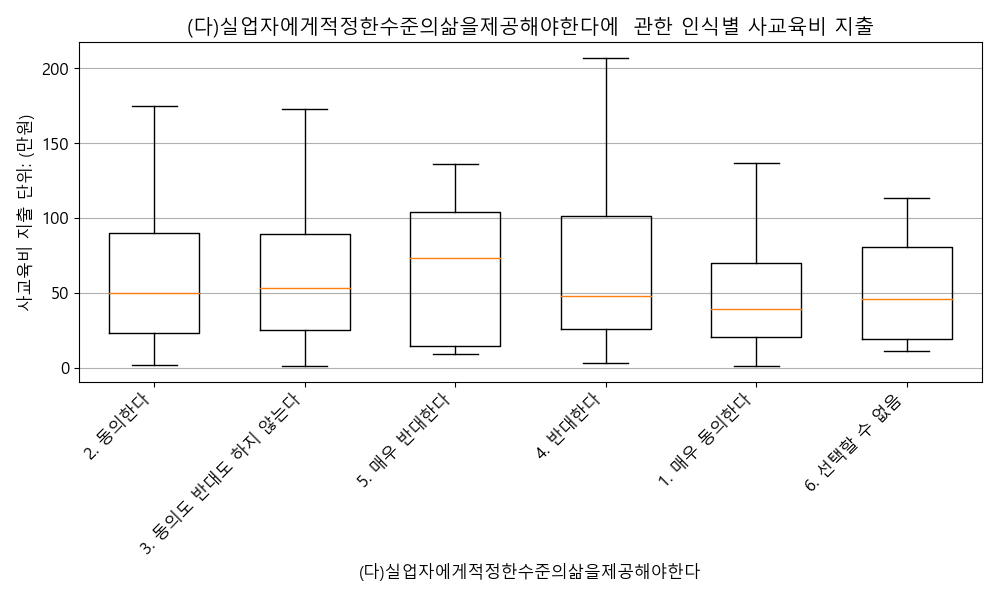 (다)실업자에게적정한수준의삶을제공해야한다에  관한 인식별 사교육비 지출
사교육비 지출 단위: (만원)
200
150
100
50
0
2. 동의한다
3. 동의도 반대도 하지 않는다
5. 매우 반대한다
4. 반대한다
1. 매우 동의한다
6. 선택할 수 없음
(다)실업자에게적정한수준의삶을제공해야한다